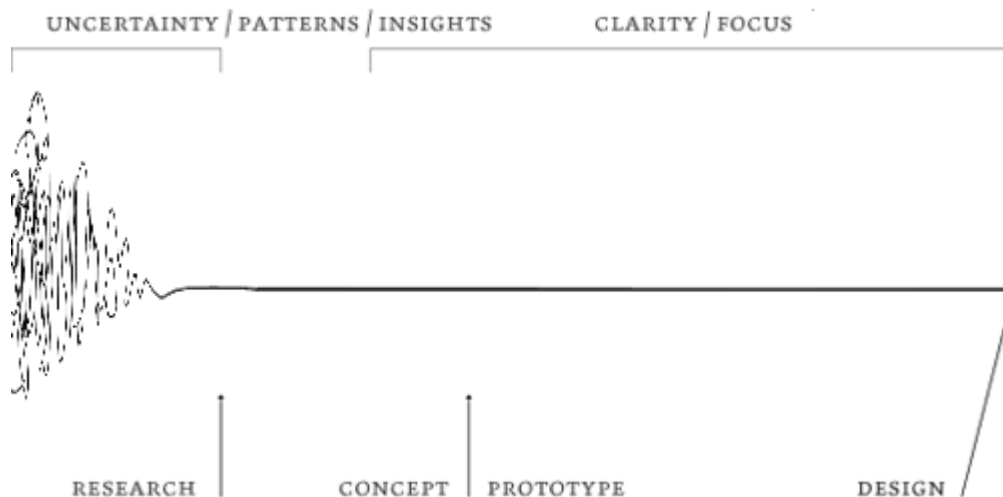 UNCERTAINTY / PATTERNS / INSIGHTS CLARITY / FOCUS
RESEARCH CONCEPT PROTOTYPE DESIGN